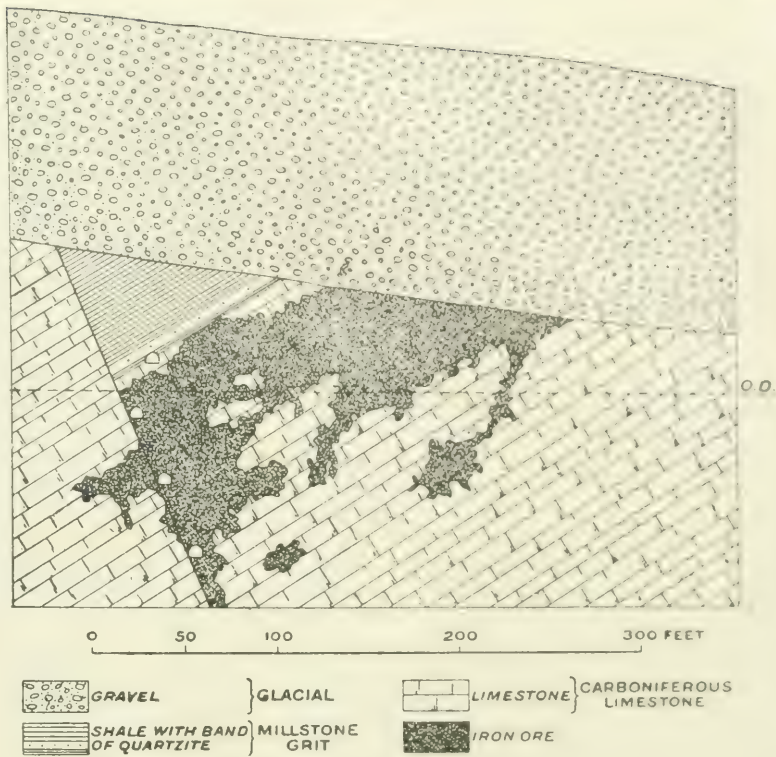 O.D.
0 50 100 200 300 FEET
GRAVEL } GLACIAL
LIMESTONE } CARBONIFEROUS
LIMESTONE
SHALE WITH BAND
OF QUARTZITE } MILLSTONE
GRIT
IRON ORE